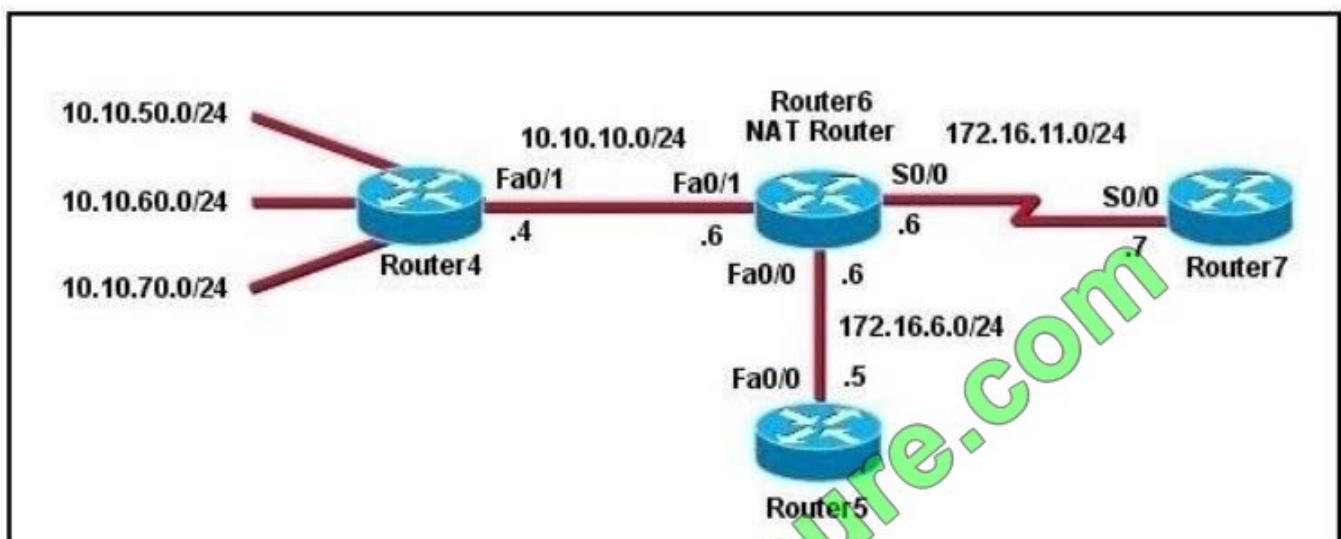 10.10.50.0/24
10.10.60.0/24
10.10.70.0/24
Fa0/1
.4
Router4
10.10.10.0/24
Fa0/1
.6
Router6
NAT Router
S0/0
.6
172.16.11.0/24
S0/0
.7
Router7
Fa0/0
.6
172.16.6.0/24
Fa0/0
.5
Router5
ure.com